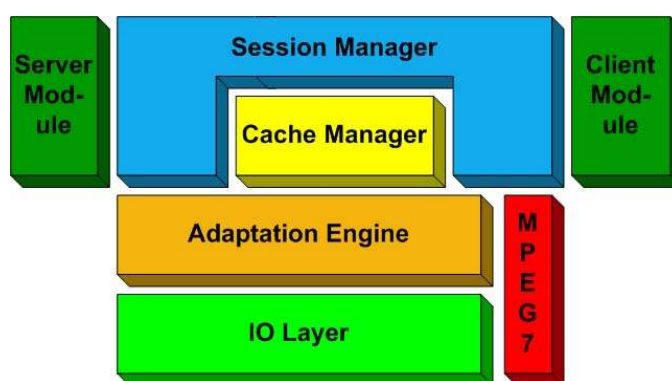 Server
Mod-
ule
Session Manager
Client
Mod-
ule
Cache Manager
Adaptation Engine
M
P
E
G
7
IO Layer